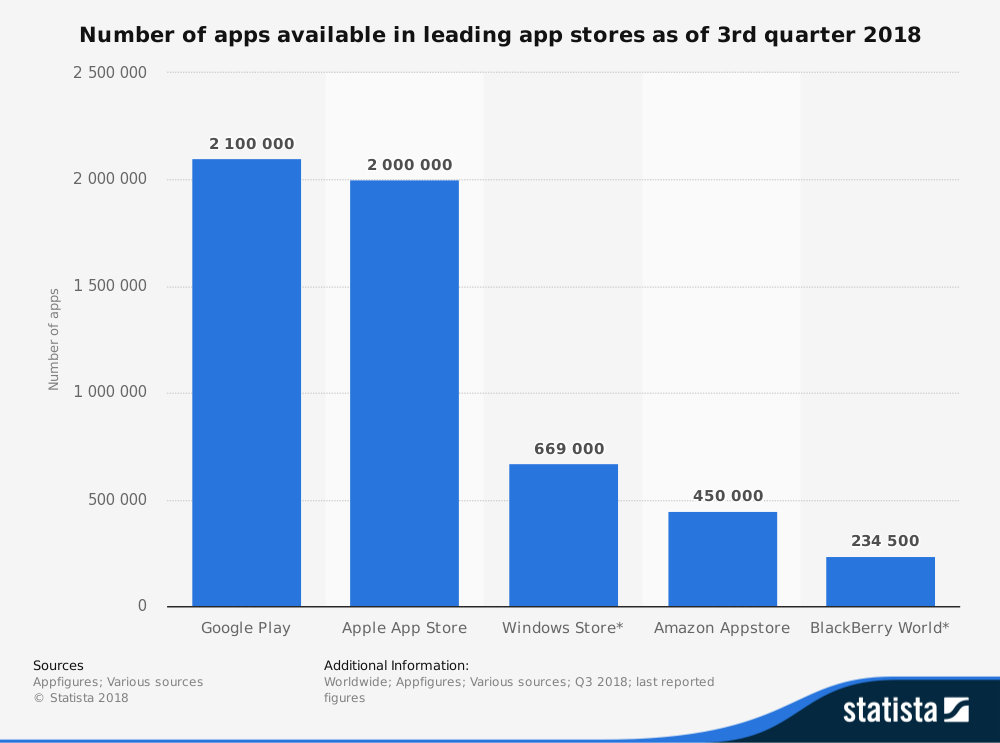 Number of apps available in leading app stores as of 3rd quarter 2018
2 500 000
2 000 000
1 500 000
1 000 000
500 000
0
Number of apps
2 100 000
2 000 000
669 000
450 000
234 500
Google Play
Apple App Store
Windows Store*
Amazon Appstore
BlackBerry World*
Sources
Appfigures; Various sources
© Statista 2018
Additional Information:
Worldwide; Appfigures; Various sources; Q3 2018; last reported
figures
statista